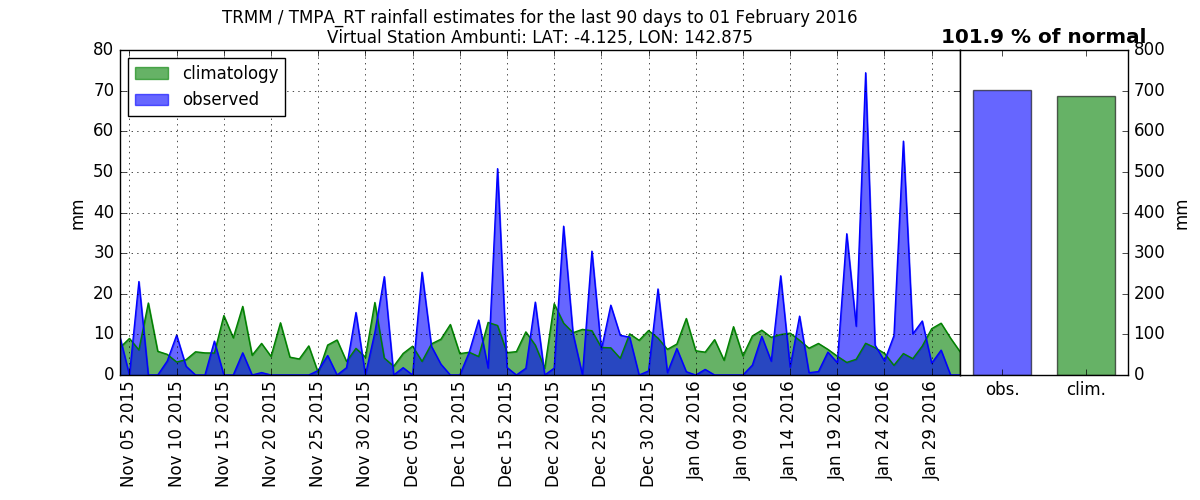 TRMM / TMPA_RT rainfall estimates for the last 90 days to 01 February 2016
Virtual Station Ambunti: LAT: -4.125, LON: 142.875
101.9 % of normal
climatology
observed
mm
80
70
60
50
40
30
20
10
0
800
700
600
500
400
300
200
100
0
mm
obs.
clim.
Nov 05 2015
Nov 10 2015
Nov 15 2015
Nov 20 2015
Nov 25 2015
Nov 30 2015
Dec 05 2015
Dec 10 2015
Dec 15 2015
Dec 20 2015
Dec 25 2015
Dec 30 2015
Jan 04 2016
Jan 09 2016
Jan 14 2016
Jan 19 2016
Jan 24 2016
Jan 29 2016